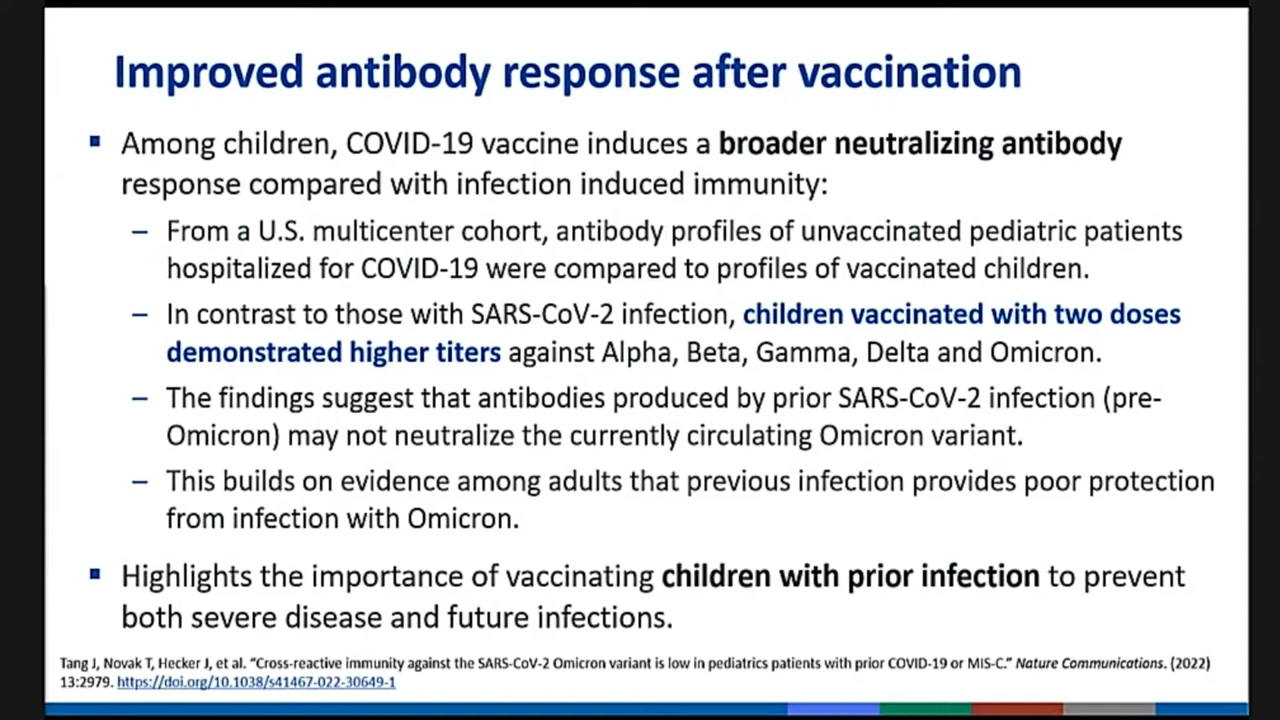 Improved antibody response after vaccination
▪ Among children, COVID-19 vaccine induces a broader neutralizing antibody
response compared with infection induced immunity:
– From a U.S. multicenter cohort, antibody profiles of unvaccinated pediatric patients
hospitalized for COVID-19 were compared to profiles of vaccinated children.
– In contrast to those with SARS-CoV-2 infection, children vaccinated with two doses
demonstrated higher titers against Alpha, Beta, Gamma, Delta and Omicron.
– The findings suggest that antibodies produced by prior SARS-CoV-2 infection (pre-
Omicron) may not neutralize the currently circulating Omicron variant.
– This builds on evidence among adults that previous infection provides poor protection
from infection with Omicron.
▪ Highlights the importance of vaccinating children with prior infection to prevent
both severe disease and future infections.
Tang J, Novak T, Hecker J, et al. "Cross-reactive immunity against the SARS-CoV-2 Omicron variant is low in pediatrics patients with prior COVID-19 or MIS-C." Nature Communications. (2022)
13:2979. https://doi.org/10.1038/s41467-022-30649-1